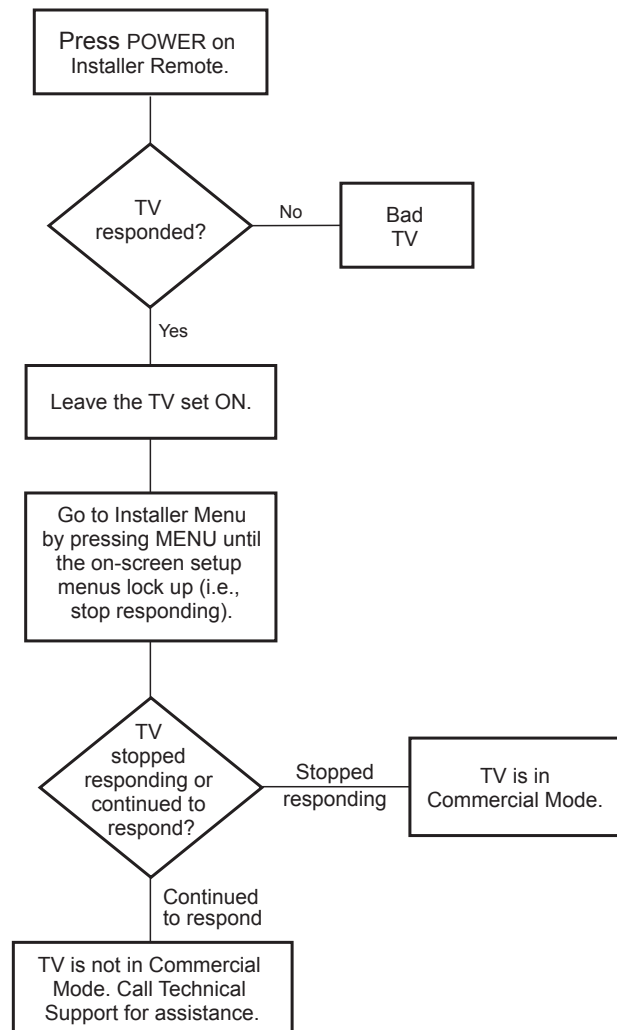 Press POWER on
Installer Remote.
TV
responded?
No
Bad
TV
Yes
Leave the TV set ON.
Go to Installer Menu
by pressing MENU until
the on-screen setup
menus lock up (i.e.,
stop responding).
TV
stopped
responding or
continued to
respond?
Stopped
responding
TV is in
Commercial Mode.
Continued
to respond
TV is not in Commercial
Mode. Call Technical
Support for assistance.